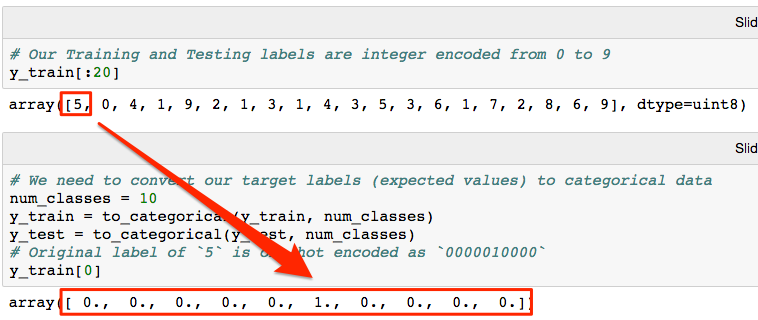 Slid
# Our Training and Testing labels are integer encoded from 0 to 9
y_train[:20]
array([5, 0, 4, 1, 9, 2, 1, 3, 1, 4, 3, 5, 3, 6, 1, 7, 2, 8, 6, 9], dtype=uint8)
Slid
# We need to convert our target labels (expected values) to categorical data
num_classes = 10
y_train = to_categorical(y_train, num_classes)
y_test = to_categorical(y_test, num_classes)
# Original label of `5` is one hot encoded as `0000010000`
y_train[0]
array([ 0., 0., 0., 0., 0., 1., 0., 0., 0., 0.])